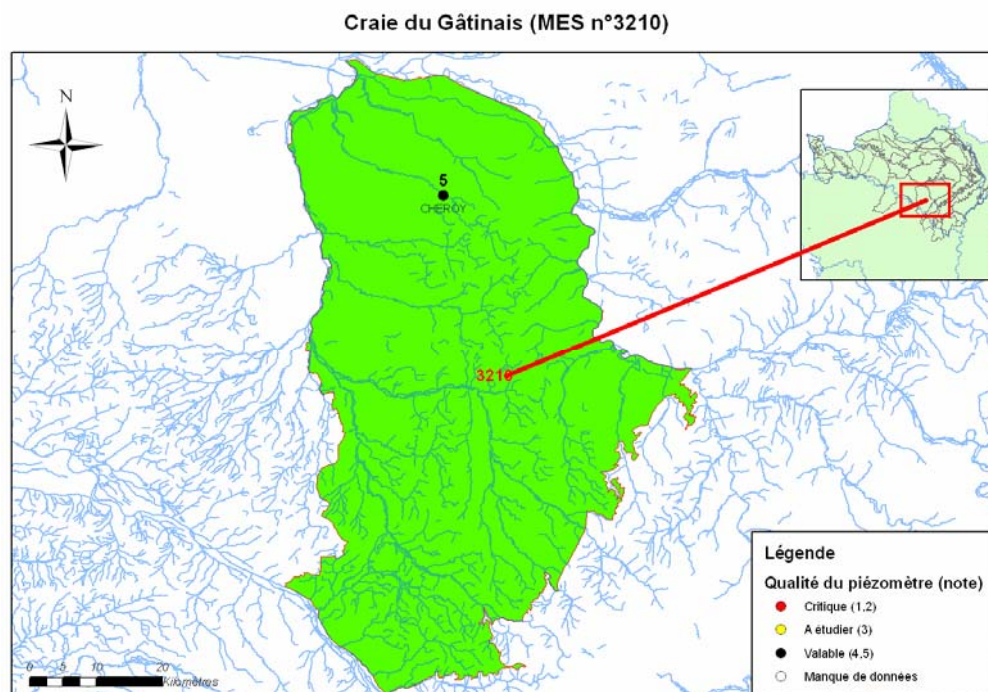 Craie du Gâtinais (MES n°3210)
N
5
CHEROY
3210
Légende
Qualité du piézomètre (note)
Critique (1,2)
A étudier (3)
Valable (4,5)
Manque de données
0 5 10 20
Kilomètres